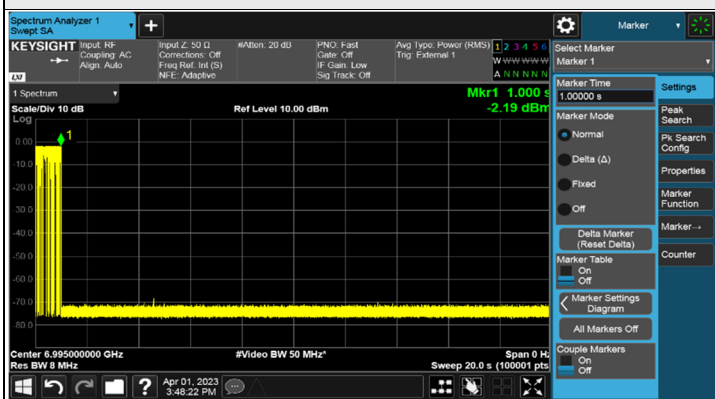 Spectrum Analyzer 1
Swept SA
+
Marker
KEYSIGHT
Input: RF
Coupling: AC
Align: Auto
Input Z: 50 Ω
Corrections: Off
Freq Ref: Int (S)
NFE: Adaptive
#Atten: 20 dB
PNO: Fast
Gate: Off
IF Gain: Low
Sig Track: Off
Avg Type: Power (RMS)
Trig: External 1
1 2 3 4 5 6
W W W W W W
A N N N N N
LXI
Select Marker
Marker 1
1 Spectrum
Scale/Div 10 dB
Log
Ref Level 10.00 dBm
Mkr1 1.000 s
-2.19 dBm
1
0.00
-10.0
-20.0
-30.0
-40.0
-50.0
-60.0
-70.0
-80.0
Center 6.995000000 GHz
Res BW 8 MHz
#Video BW 50 MHz*
Span 0 Hz
Sweep 20.0 s (100001 pts
Marker Time
1.00000 s
Marker Mode
Normal
Delta (Δ)
Fixed
Off
Delta Marker
(Reset Delta)
Marker Table
On
Off
Marker Settings
Diagram
All Markers Off
Couple Markers
On
Off
Settings
Peak
Search
Pk Search
Config
Properties
Marker
Function
Marker→
Counter
?
Apr 01, 2023
3:48:22 PM